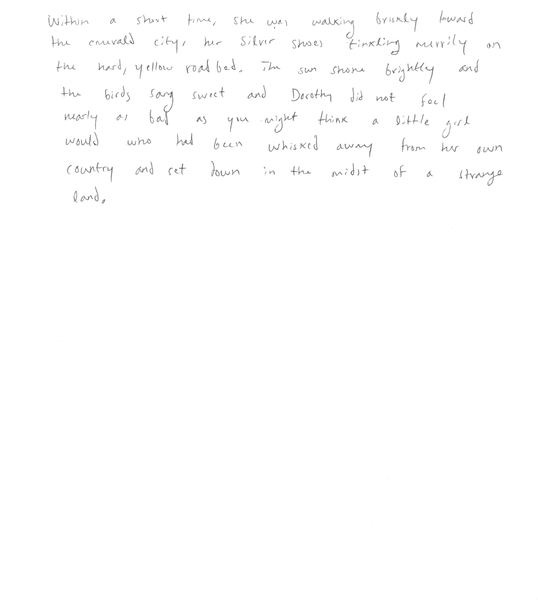 Within a short time, she was walking briskly toward
the emerald city, her Silver Shoes tinkling merrily on
the hard, yellow roadbed. The sun shone brightly and
the birds sang sweet and Dorothy did not feel
nearly as bad as you might think a little girl
would who had been whisked away from her own
country and set down in the midst of a strange
land.